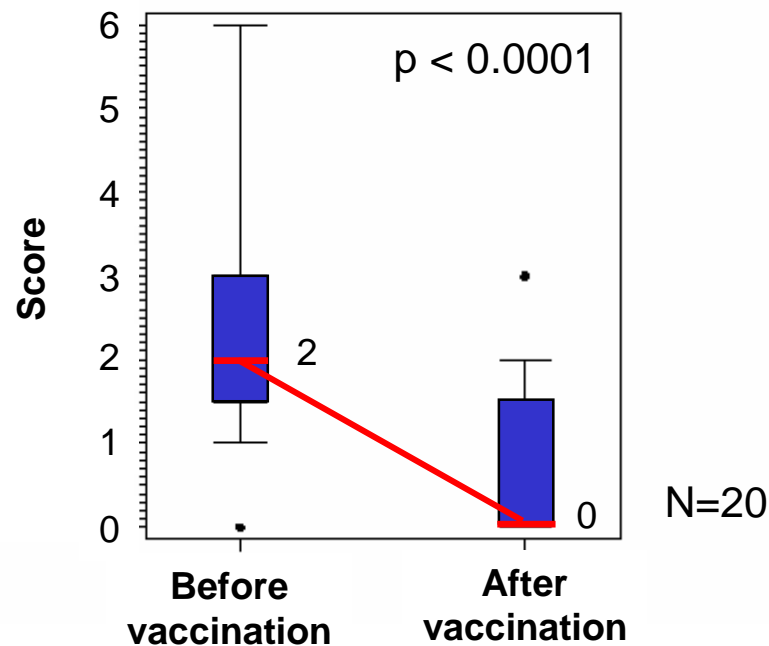 6
p < 0.0001
5
4
Score
3
2
2
1
0
0
N=20
Before
vaccination
After
vaccination